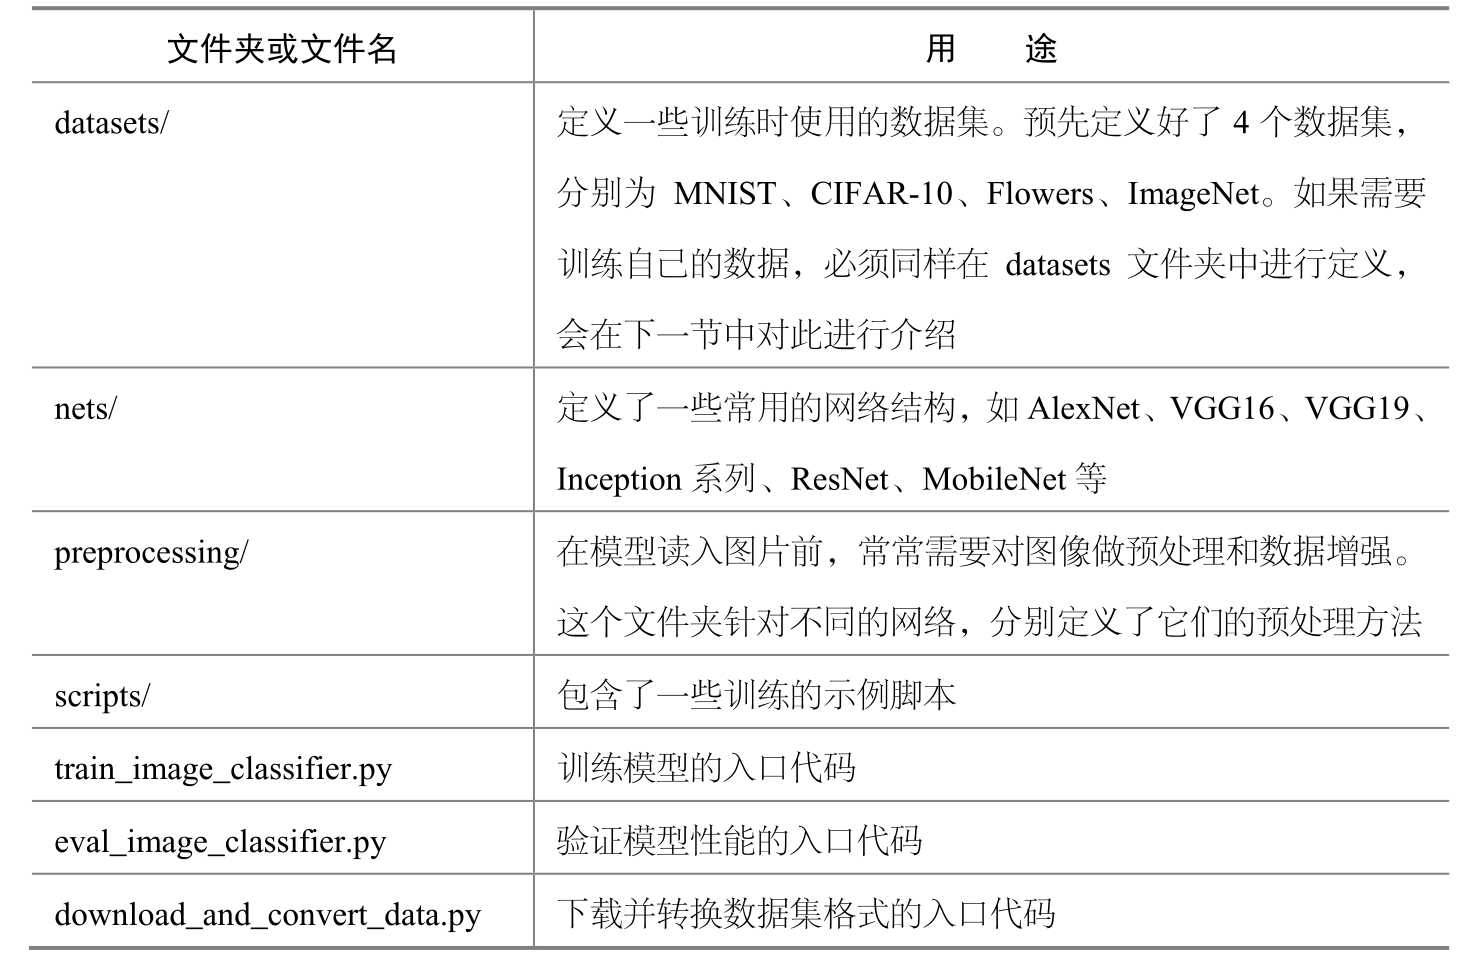 文件夹或文件名 用 途
datasets/ 定义一些训练时使用的数据集。预先定义好了 4 个数据集，
分别为 MNIST、CIFAR-10、Flowers、ImageNet。如果需要
训练自己的数据，必须同样在 datasets 文件夹中进行定义，
会在下一节中对此进行介绍
nets/ 定义了一些常用的网络结构，如 AlexNet、VGG16、VGG19、
Inception 系列、ResNet、MobileNet 等
preprocessing/ 在模型读入图片前，常常需要对图像做预处理和数据增强。
这个文件夹针对不同的网络，分别定义了它们的预处理方法
scripts/ 包含了一些训练的示例脚本
train_image_classifier.py 训练模型的入口代码
eval_image_classifier.py 验证模型性能的入口代码
download_and_convert_data.py 下载并转换数据集格式的入口代码